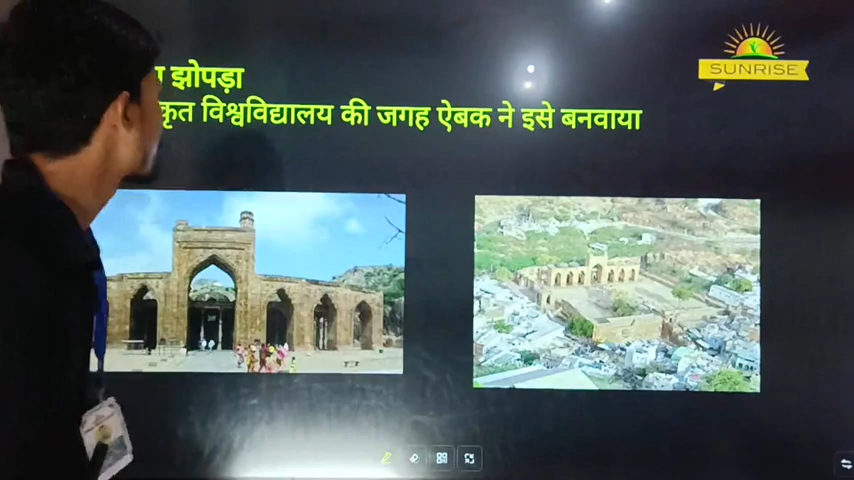 झोपड़ा
विश्वविद्यालय की जगह ऐबक ने इसे बनवाया
SUNRISE